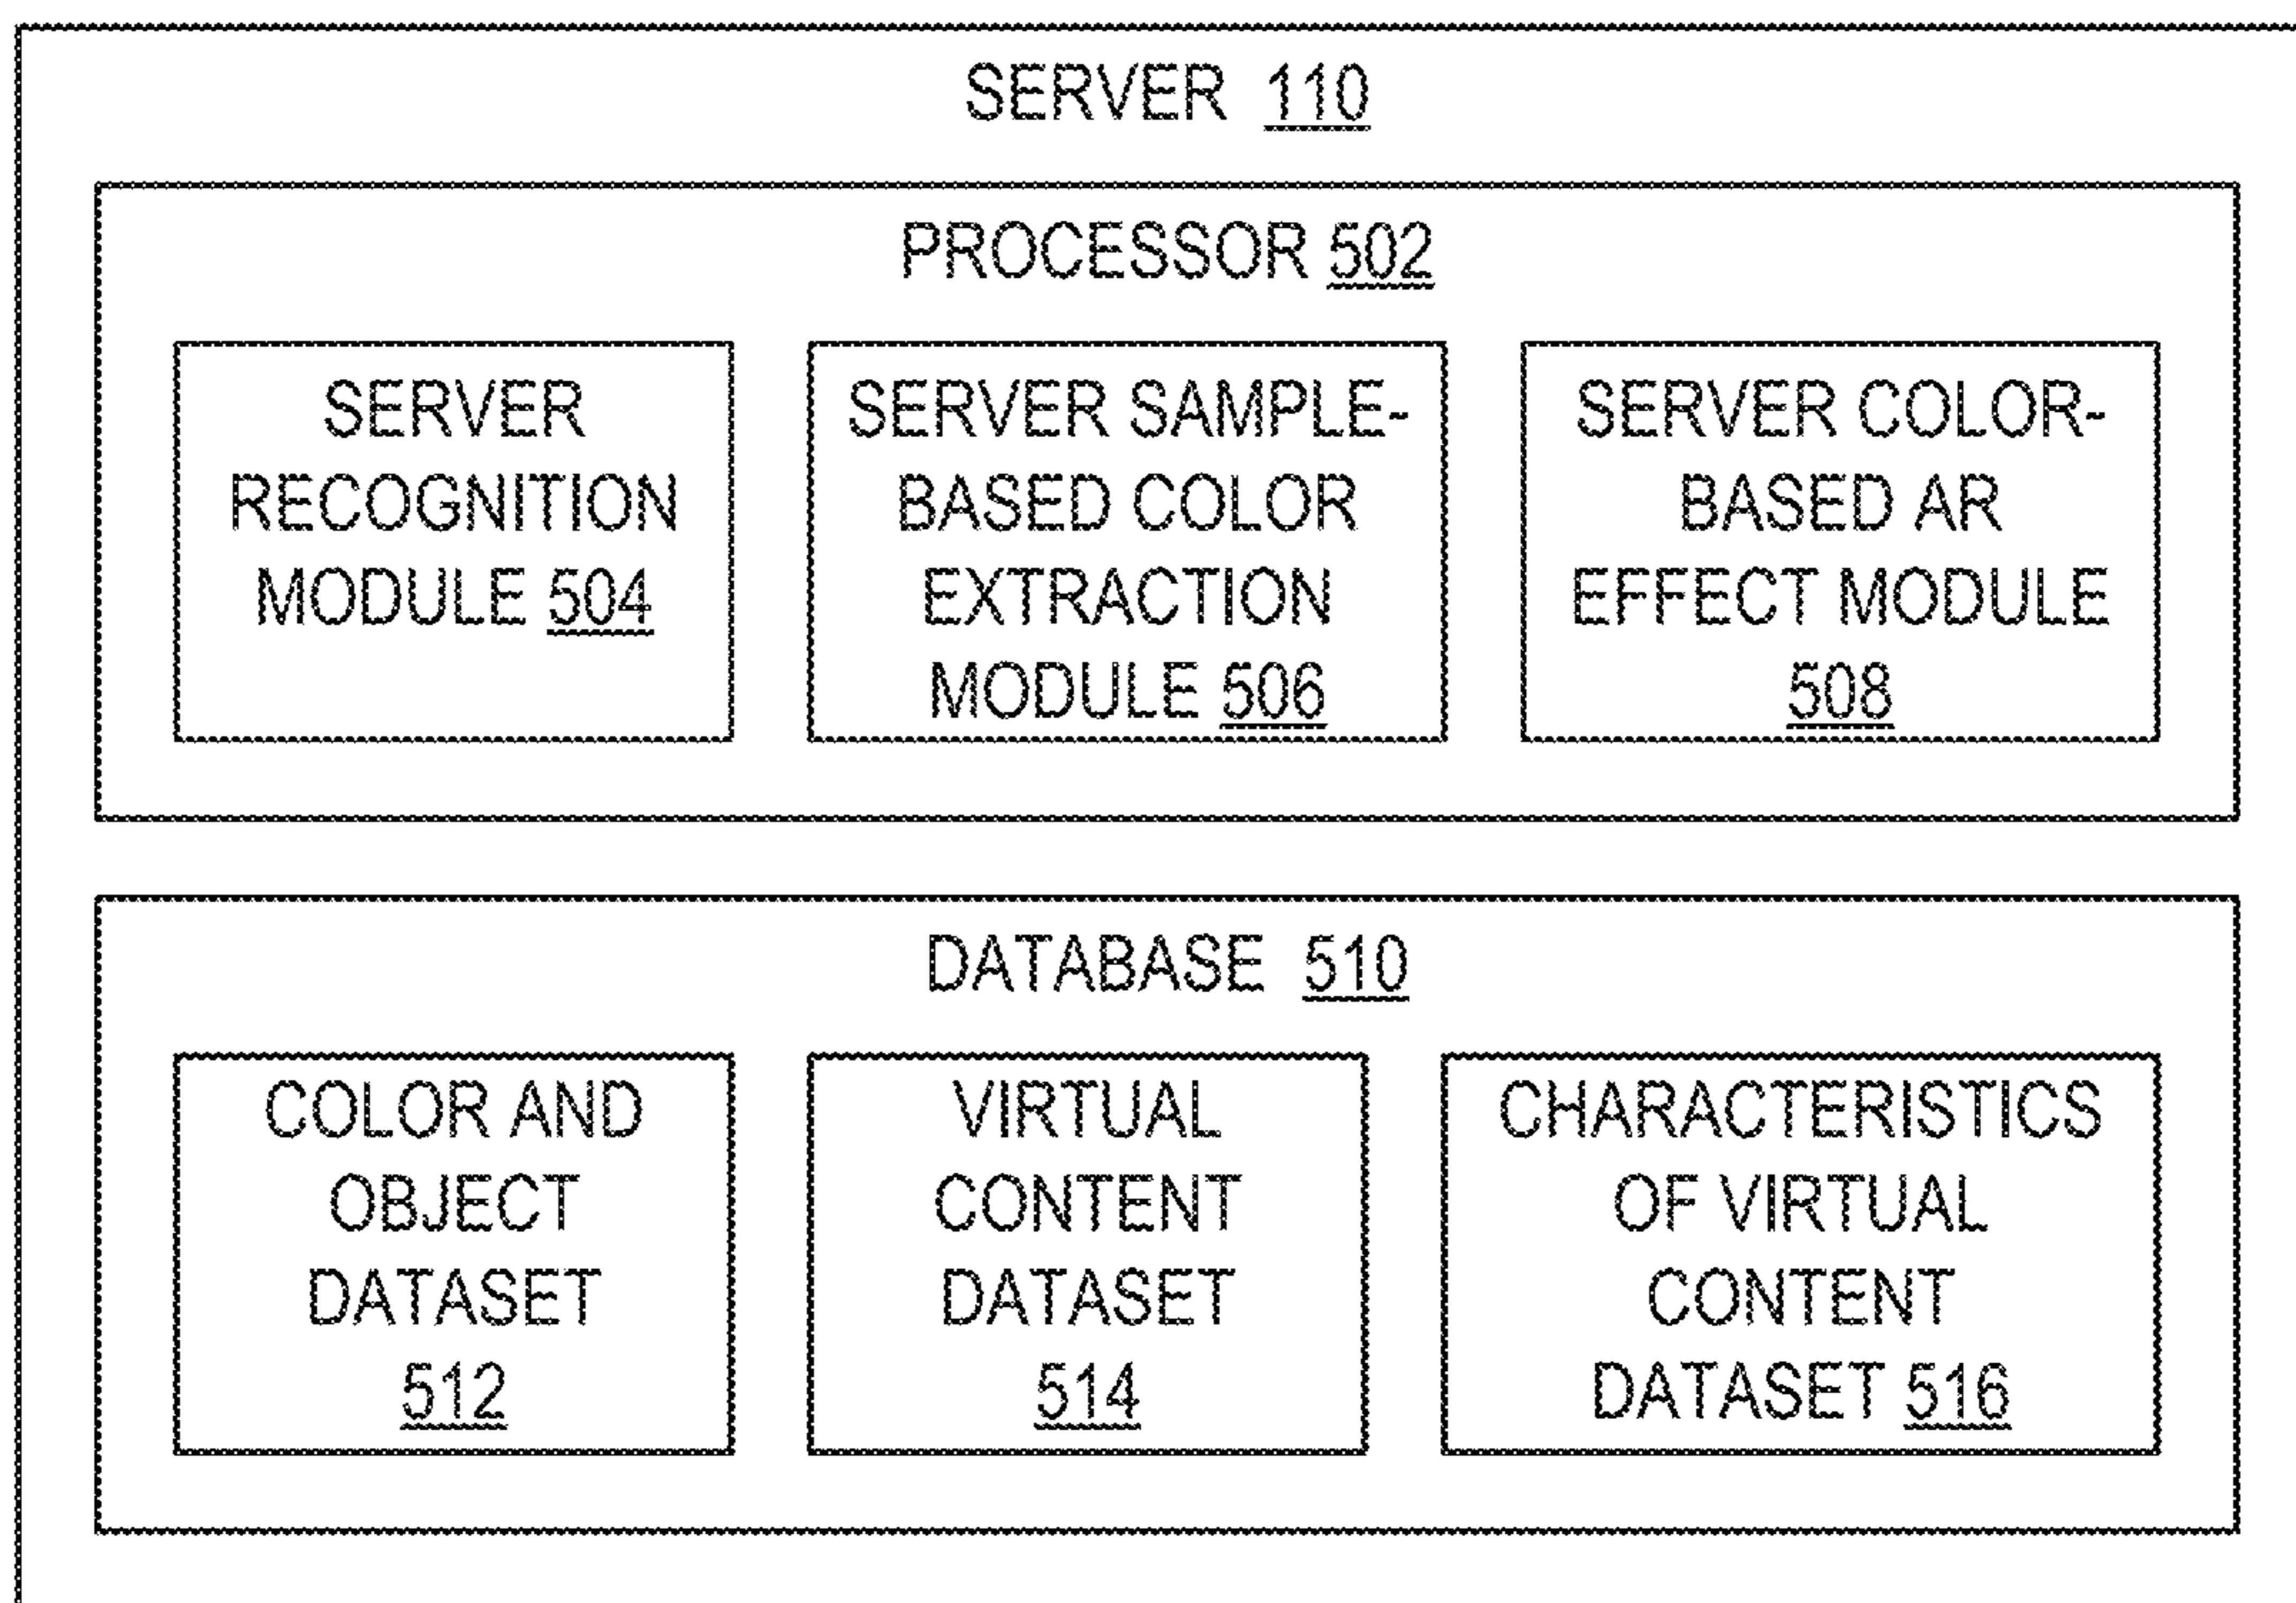 SERVER 110
PROCESSOR 502
SERVER
RECOGNITION
MODULE 504
SERVER SAMPLE-
BASED COLOR
EXTRACTION
MODULE 506
SERVER COLOR-
BASED AR
EFFECT MODULE
508
DATABASE 510
COLOR AND
OBJECT
DATASET
512
VIRTUAL
CONTENT
DATASET
514
CHARACTERISTICS
OF VIRTUAL
CONTENT
DATASET 516